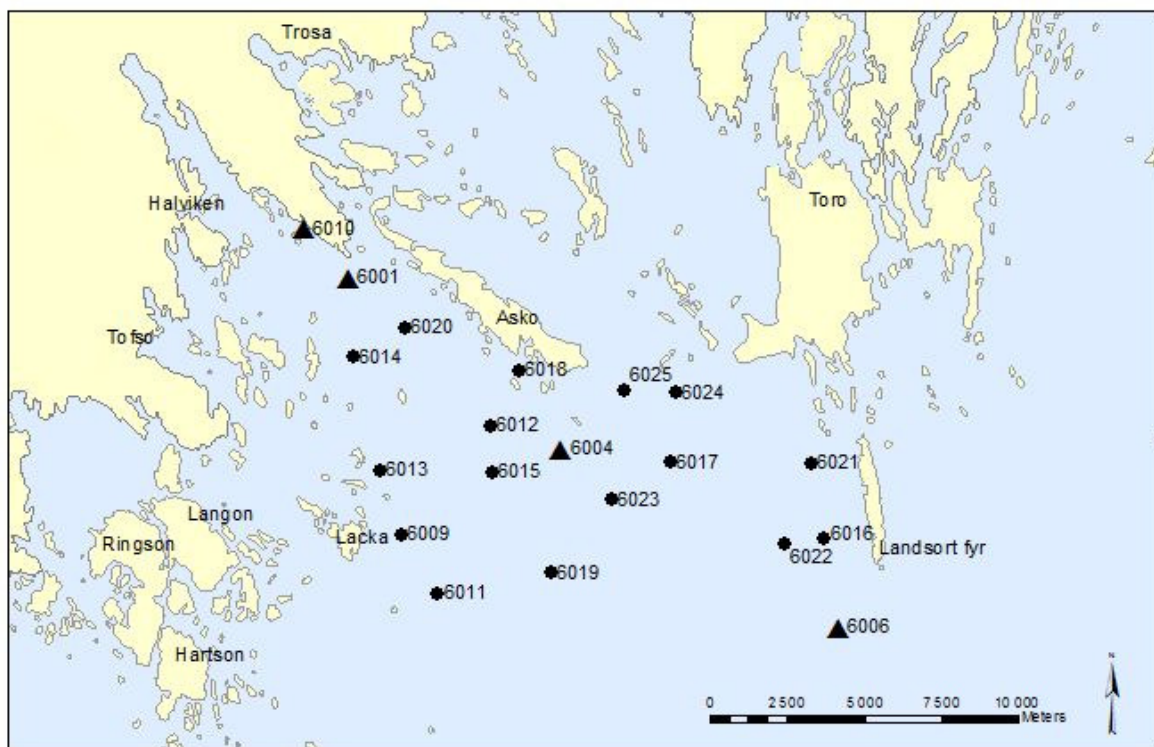 Trosa
Halviken
Toro
6010
6001
Asko
6020
Tofso
6014
6018
6025
6024
6012
6004
6013
6015
6017
6021
6023
Langon
Lacka
6009
Ringson
6016
6022
Landsort fyr
6019
6011
6006
Hartson
N
0 2 500 5 000 7 500 10 000
Meters